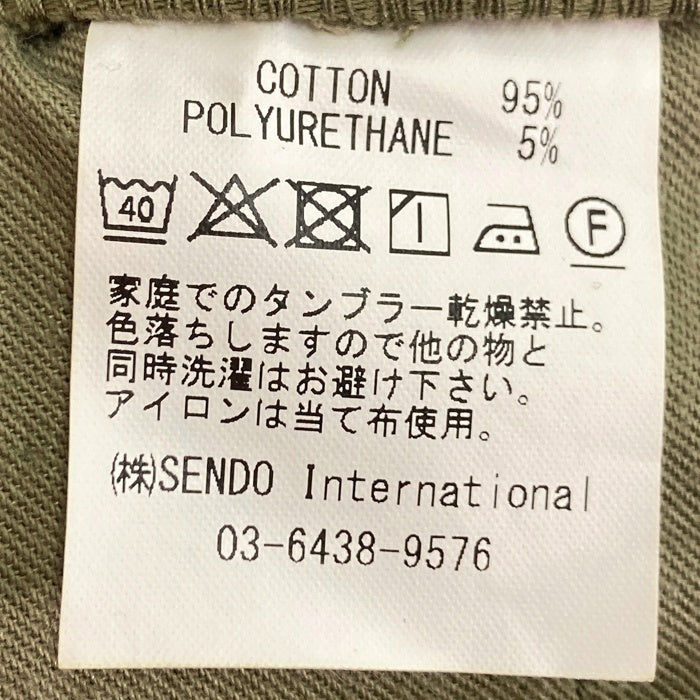 COTTON 95%
POLYURETHANE 5%
40 F
家庭でのタンブラー乾燥禁止。
色落ちしますので他の物と
同時洗濯はお避け下さい。
アイロンは当て布使用。
㈱SENDO International
03-6438-9576